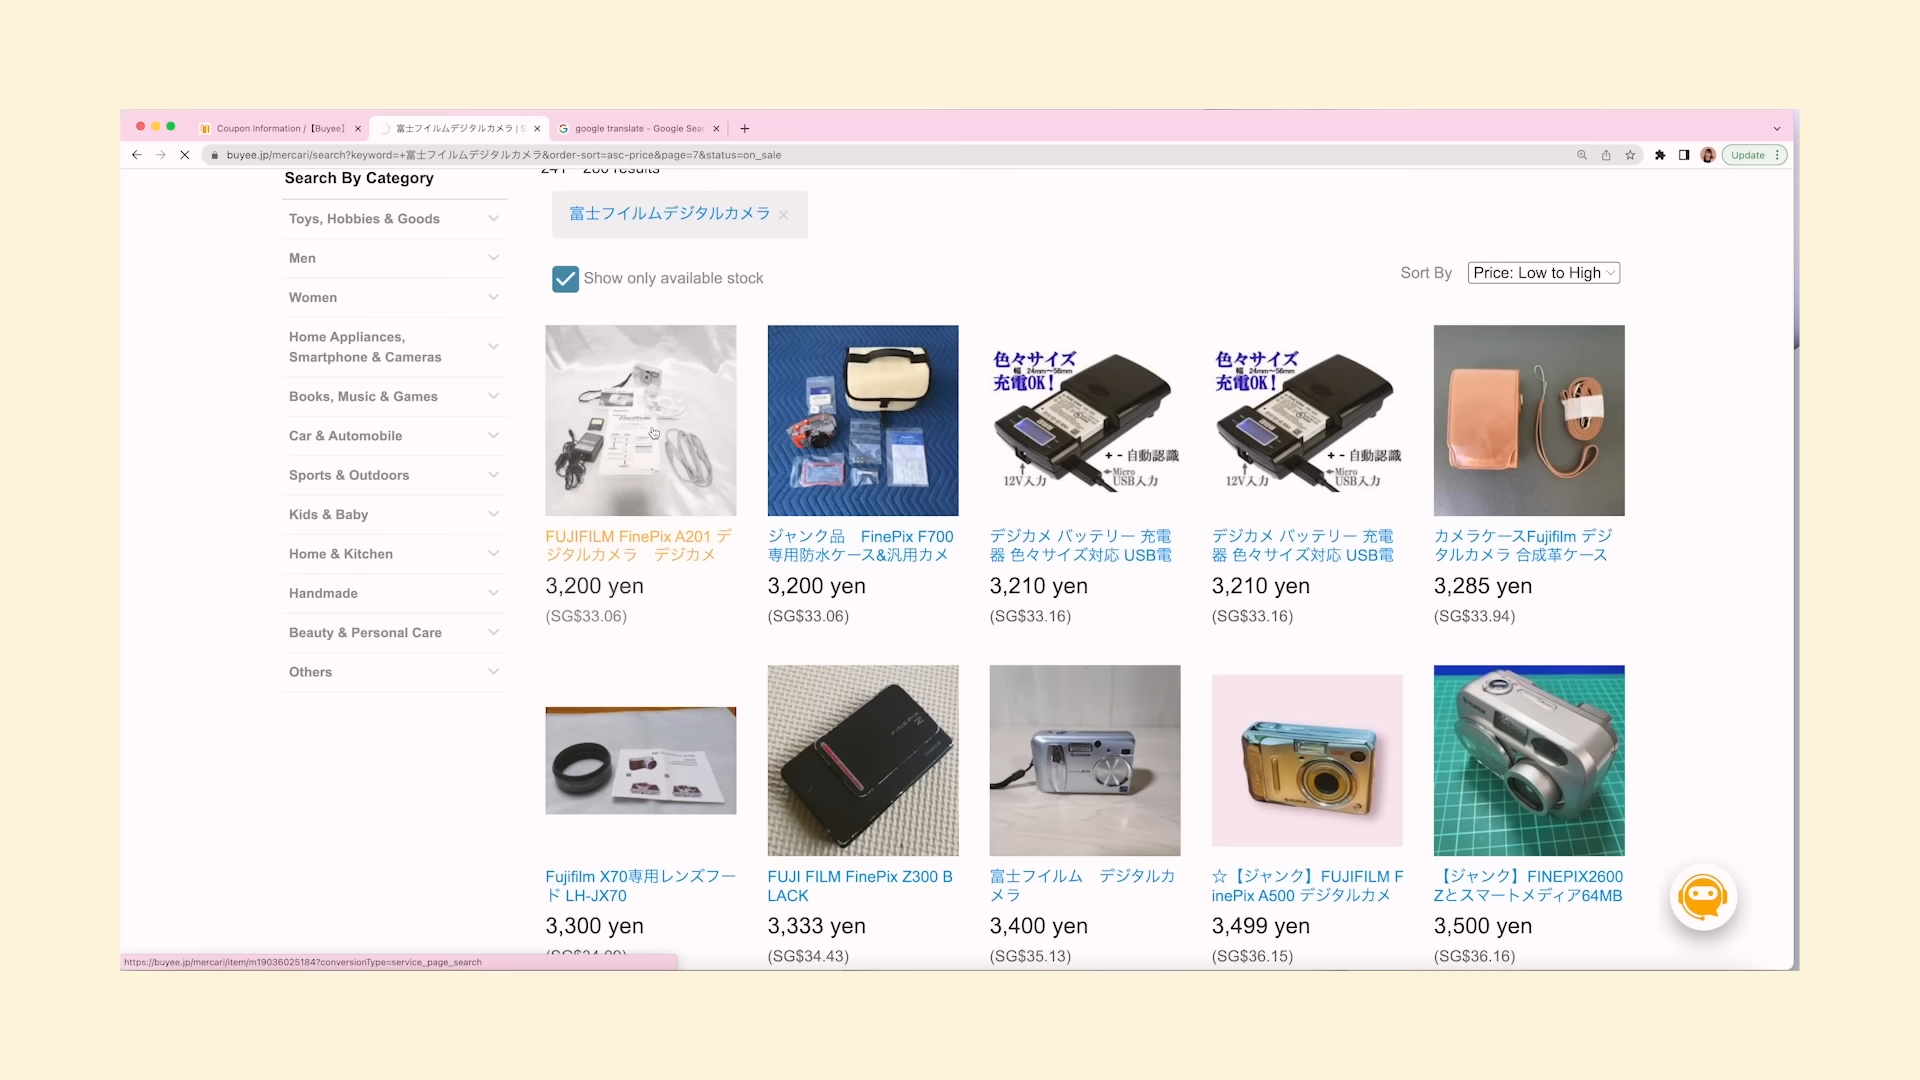 Coupon Information /【Buyee】
富士フイルムデジタルカメラ | S
google translate - Google Sear
buyee.jp/mercari/search?keyword=+富士フイルムデジタルカメラ&order-sort=asc-price&page=7&status=on_sale
Update
Search By Category
Toys, Hobbies & Goods
Men
Women
Home Appliances,
Smartphone & Cameras
Books, Music & Games
Car & Automobile
Sports & Outdoors
Kids & Baby
Home & Kitchen
Handmade
Beauty & Personal Care
Others
富士フイルムデジタルカメラ
Show only available stock
Sort By
Price: Low to High
FUJIFILM FinePix A201 デ
ジタルカメラ　デジカメ
3,200 yen
(SG$33.06)
ジャンク品　FinePix F700
専用防水ケース&汎用カメ
3,200 yen
(SG$33.06)
色々サイズ
幅 24mm～56mm
充電OK!
+ - 自動認識
12V入力
Micro
USB入力
デジカメ バッテリー 充電
器 色々サイズ対応 USB電
3,210 yen
(SG$33.16)
色々サイズ
幅 24mm～56mm
充電OK!
+ - 自動認識
12V入力
Micro
USB入力
デジカメ バッテリー 充電
器 色々サイズ対応 USB電
3,210 yen
(SG$33.16)
カメラケースFujifilm デジ
タルカメラ 合成革ケース
3,285 yen
(SG$33.94)
Fujifilm X70専用レンズフー
ド LH-JX70
3,300 yen
FUJI FILM FinePix Z300 B
LACK
3,333 yen
(SG$34.43)
富士フイルム　デジタルカ
メラ
3,400 yen
(SG$35.13)
☆【ジャンク】FUJIFILM F
inePix A500 デジタルカメ
3,499 yen
(SG$36.15)
【ジャンク】FINEPIX2600
Zとスマートメディア64MB
3,500 yen
(SG$36.16)
https://buyee.jp/mercari/item/m19036025184?conversionType=service_page_search